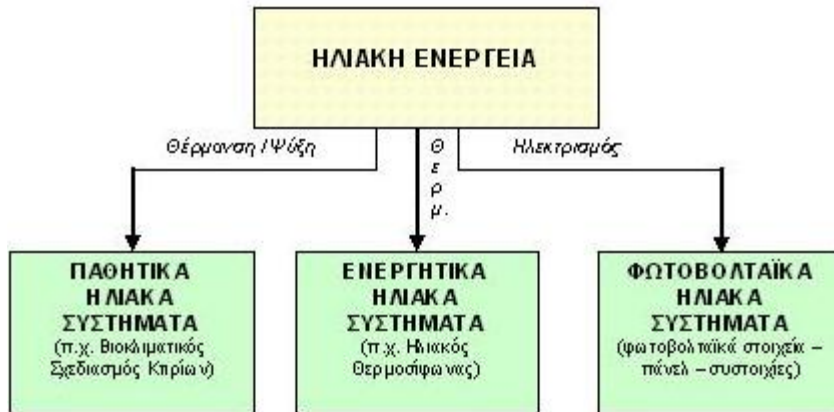 ΗΛΙΑΚΗ ΕΝΕΡΓΕΙΑ
Θέρμανση / Ψύξη
Θερμ.
Ηλεκτρισμός
ΠΑΘΗΤΙΚΑ
ΗΛΙΑΚΑ
ΣΥΣΤΗΜΑΤΑ
(π.χ. Βιοκλιματικός
Σχεδιασμός Κτιρίων)
ΕΝΕΡΓΗΤΙΚΑ
ΗΛΙΑΚΑ
ΣΥΣΤΗΜΑΤΑ
(π.χ. Ηλιακός
Θερμοσίφωνας)
ΦΩΤΟΒΟΛΤΑΪΚΑ
ΗΛΙΑΚΑ
ΣΥΣΤΗΜΑΤΑ
(φωτοβολταϊκά στοιχεία –
πάνελ – συστοιχίες)